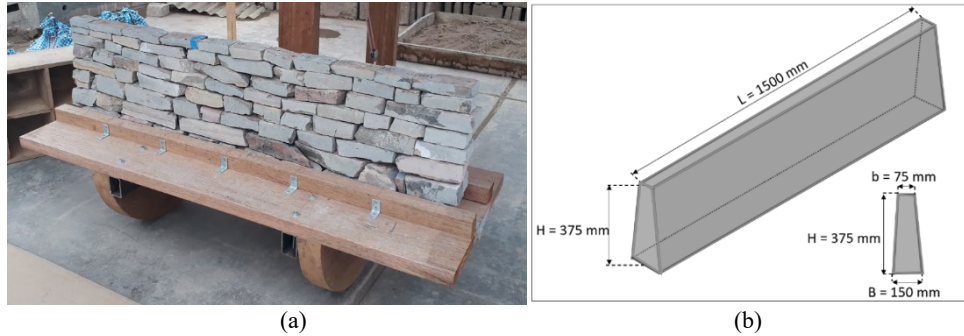 L = 1500 mm
b = 75 mm
H = 375 mm
H = 375 mm
B = 150 mm
(a)
(b)